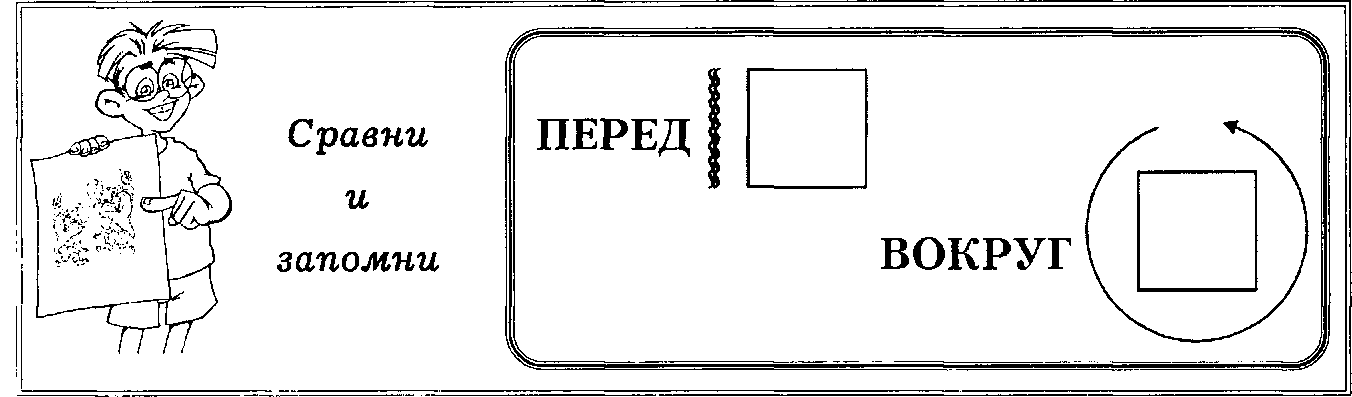 Сравни
и
запомни
ПЕРЕД
ВОКРУГ